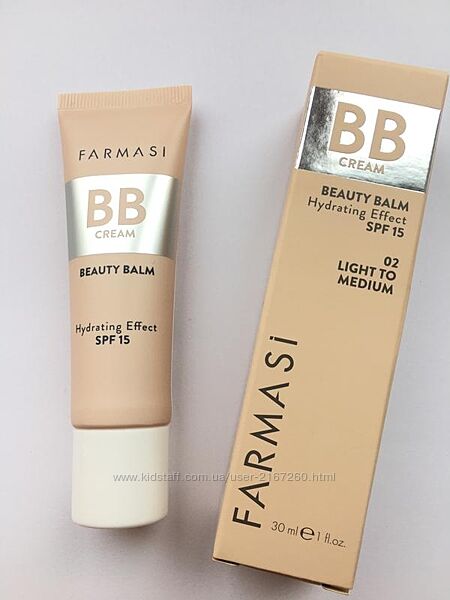 FARMASi
BB
CREAM
BEAUTY BALM
Hydrating Effect
SPF 15
BB
CREAM
BEAUTY BALM
Hydrating Effect
SPF 15
02
LIGHT TO
MEDIUM
FARMASi
30 ml ℮ 1 fl.oz.
www.kidstaff.com.ua/user-2167260.html